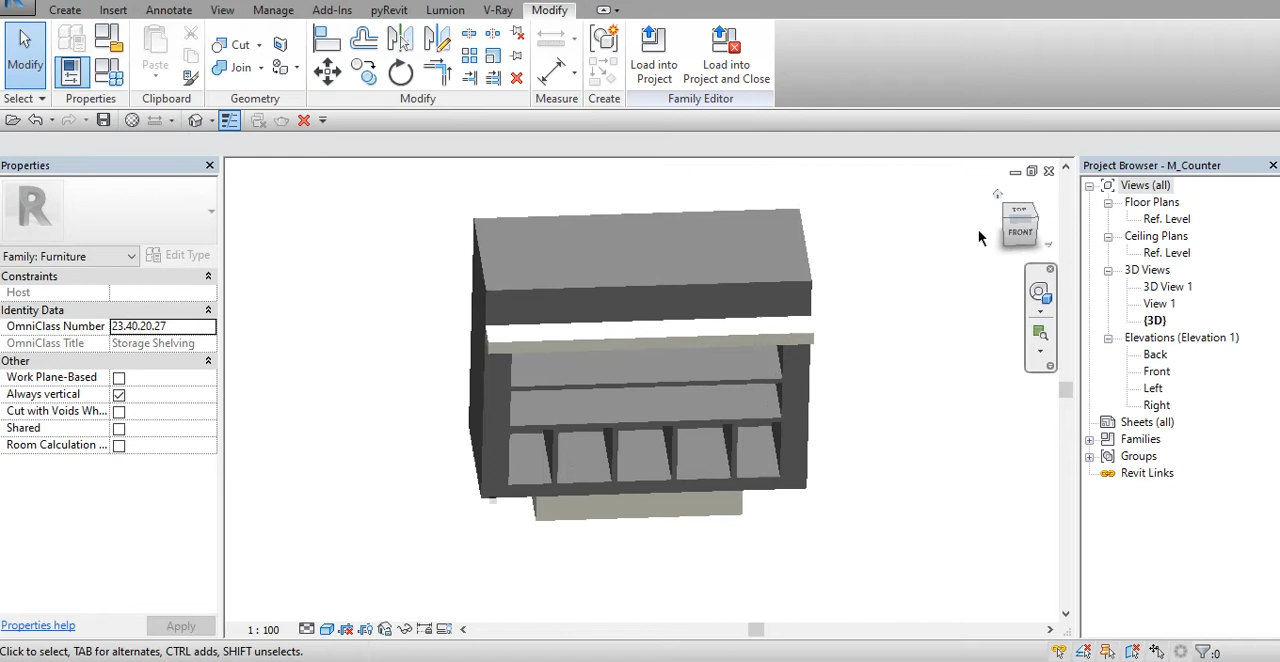 Create Insert Annotate View Manage Add-Ins pyRevit Lumion V-Ray Modify
Modify
Paste
Cut
Join
Load into
Project
Load into
Project and Close
Select Properties Clipboard Geometry Modify Measure Create Family Editor
Properties
R
Family: Furniture
Edit Type
Constraints
Host
Identity Data
OmniClass Number 23.40.20.27
OmniClass Title Storage Shelving
Other
Work Plane-Based
Always vertical
Cut with Voids Wh...
Shared
Room Calculation ...
Properties help
Apply
TOP
FRONT
Project Browser - M_Counter
Views (all)
Floor Plans
Ref. Level
Ceiling Plans
Ref. Level
3D Views
3D View 1
View 1
{3D}
Elevations (Elevation 1)
Back
Front
Left
Right
Sheets (all)
Families
Groups
Revit Links
1 : 100
Click to select, TAB for alternates, CTRL adds, SHIFT unselects.
:0